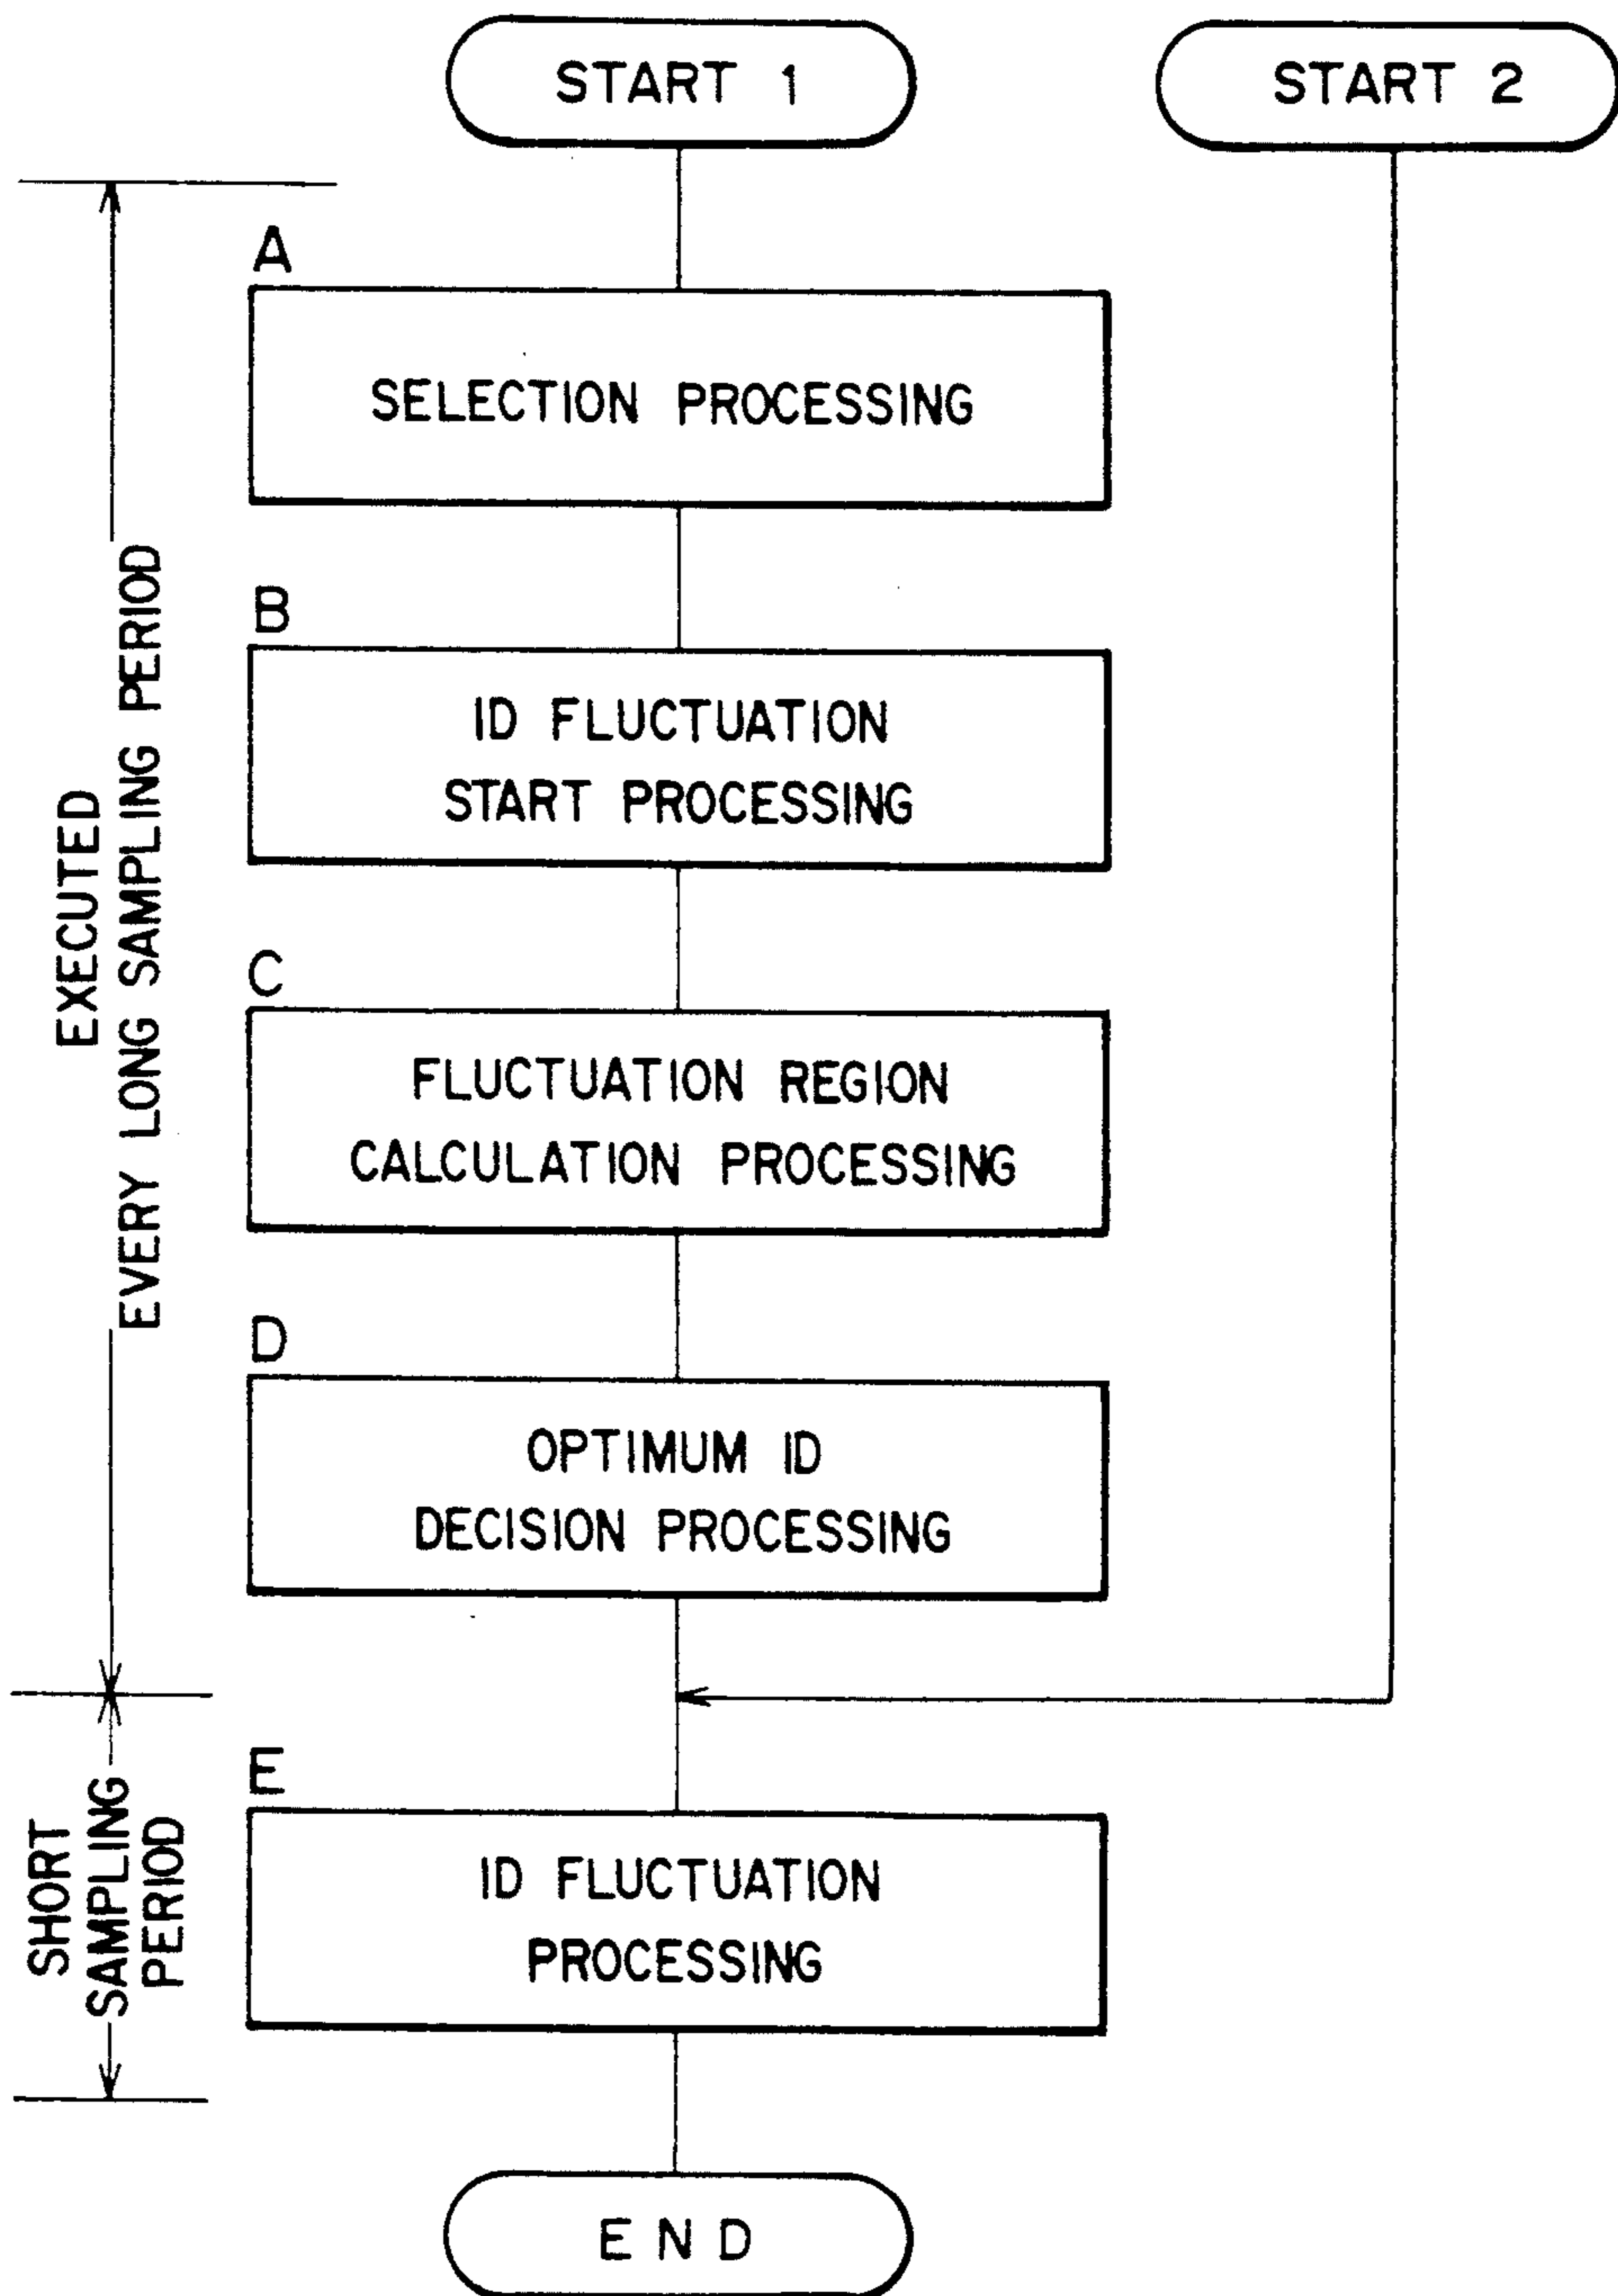 START 1
START 2
EXECUTED
EVERY LONG SAMPLING PERIOD
A
SELECTION PROCESSING
B
ID FLUCTUATION
START PROCESSING
C
FLUCTUATION REGION
CALCULATION PROCESSING
D
OPTIMUM ID
DECISION PROCESSING
SHORT
SAMPLING
PERIOD
E
ID FLUCTUATION
PROCESSING
END